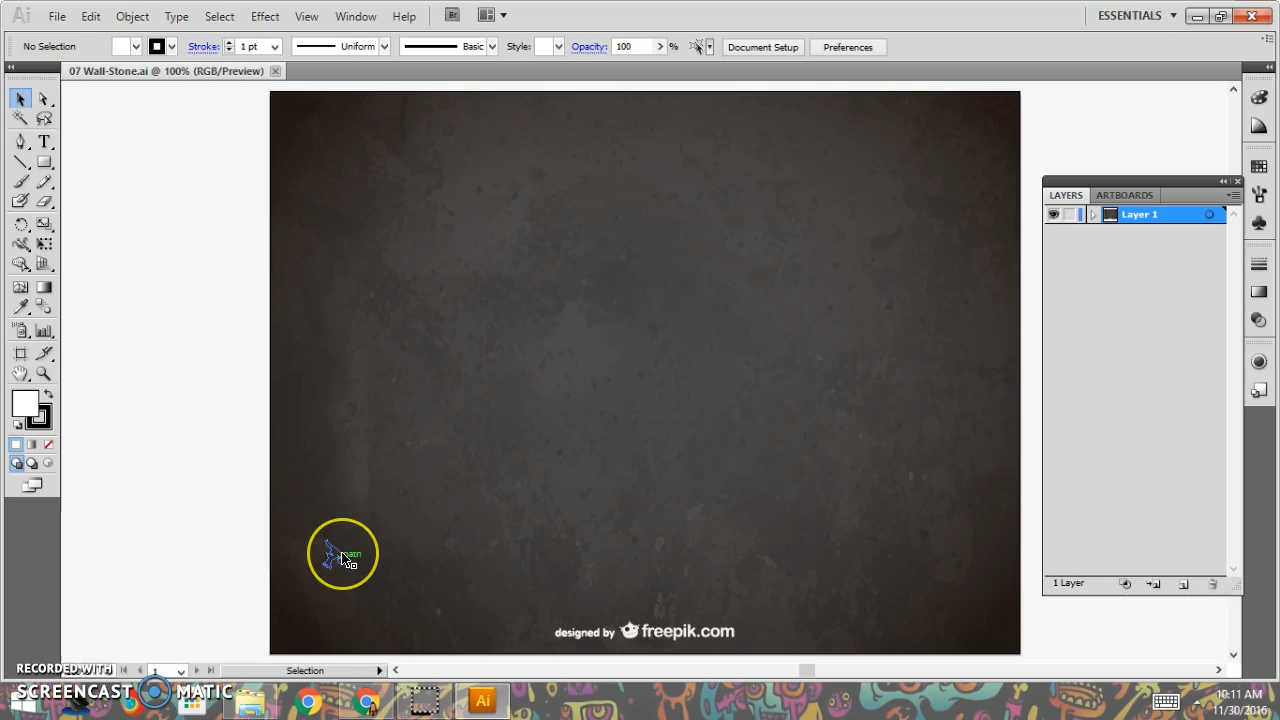 Ai File Edit Object Type Select Effect View Window Help Br ESSENTIALS
No Selection Stroke: 1 pt Uniform Basic Style: Opacity: 100 % Document Setup Preferences
07 Wall-Stone.ai @ 100% (RGB/Preview)
LAYERS ARTBOARDS
Layer 1
path
1 Layer
designed by freepik.com
1 Selection
RECORDED WITH
SCREENCAST MATIC
Ai
10:11 AM
11/30/2016